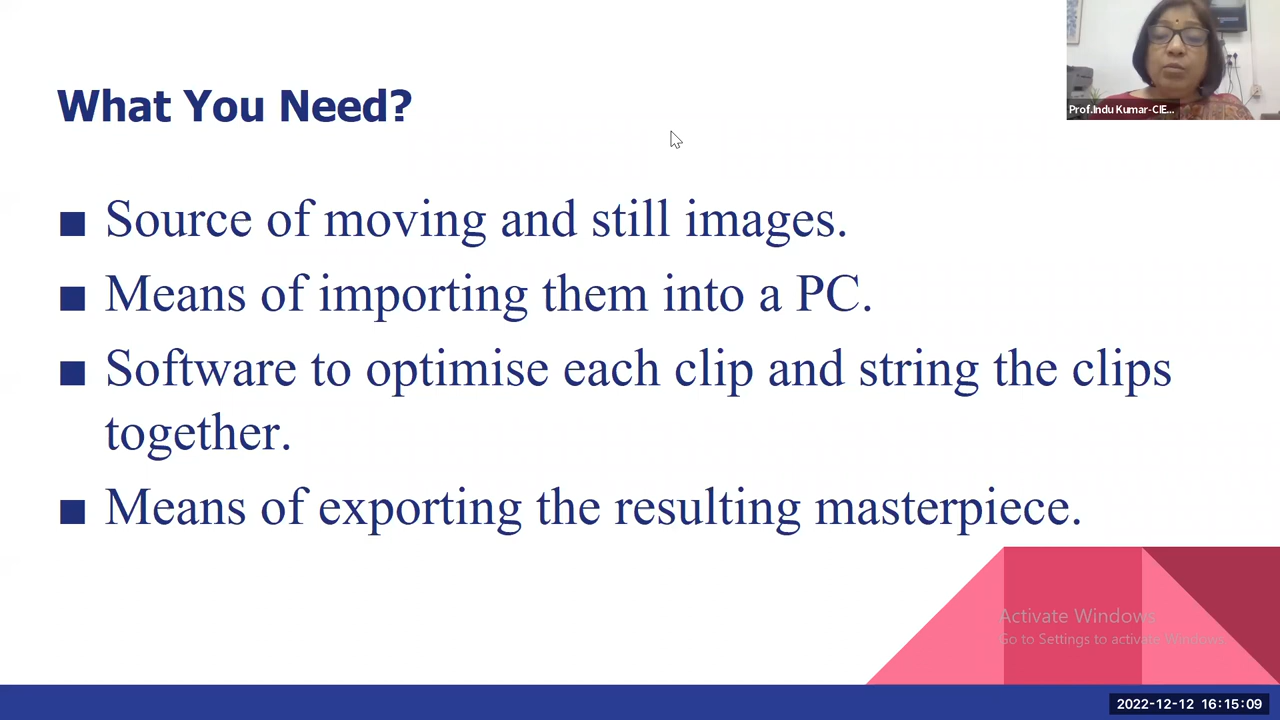 What You Need?
Prof.Indu Kumar-CIE...
■ Source of moving and still images.
■ Means of importing them into a PC.
■ Software to optimise each clip and string the clips
together.
■ Means of exporting the resulting masterpiece.
Activate Windows
Go to Settings to activate Windows.
2022-12-12 16:15:09